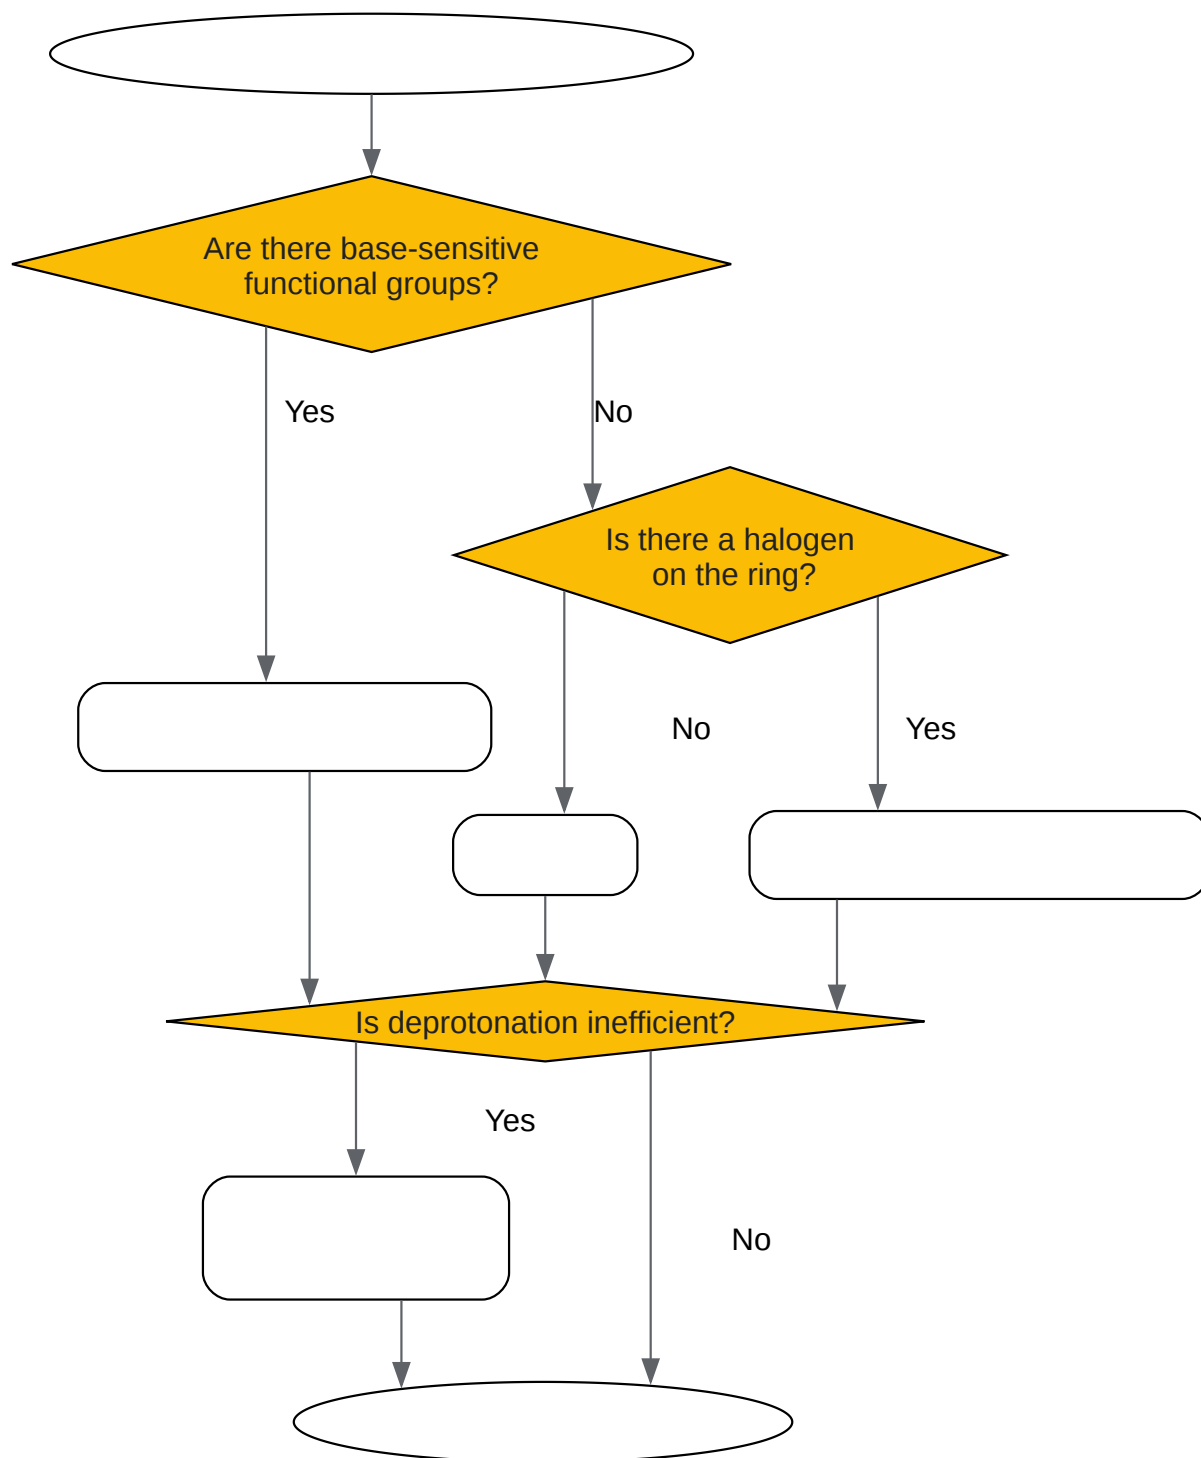 Are there base-sensitive
functional groups?
Yes
No
Is there a halogen
on the ring?
No
Yes
Is deprotonation inefficient?
Yes
No